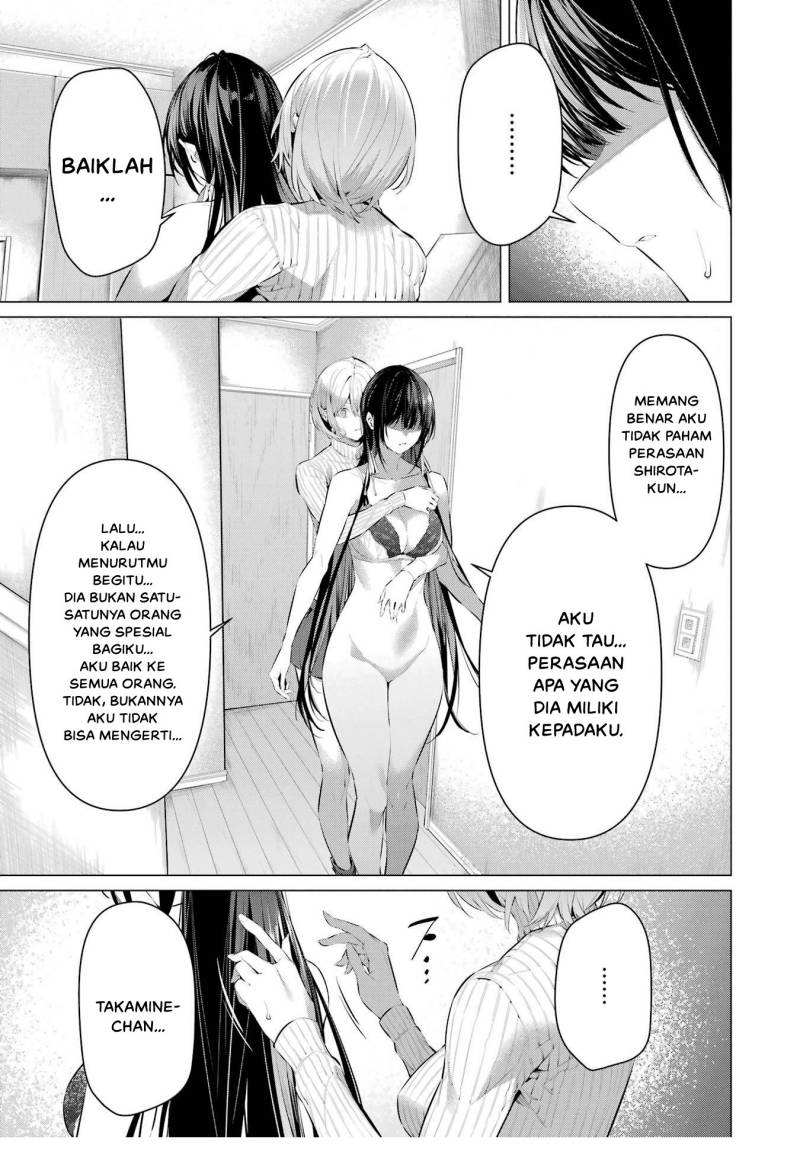 .........
BAIKLAH
...
MEMANG
BENAR AKU
TIDAK PAHAM
PERASAAN
SHIROTA-
KUN...
AKU
TIDAK TAU...
PERASAAN
APA YANG
DIA MILIKI
KEPADAKU.
LALU...
KALAU
MENURUTMU
BEGITU...
DIA BUKAN SATU-
SATUNYA ORANG
YANG SPESIAL
BAGIKU...
AKU BAIK KE
SEMUA ORANG.
TIDAK, BUKANNYA
AKU TIDAK
BISA MENGERTI...
......
TAKAMINE-
CHAN...